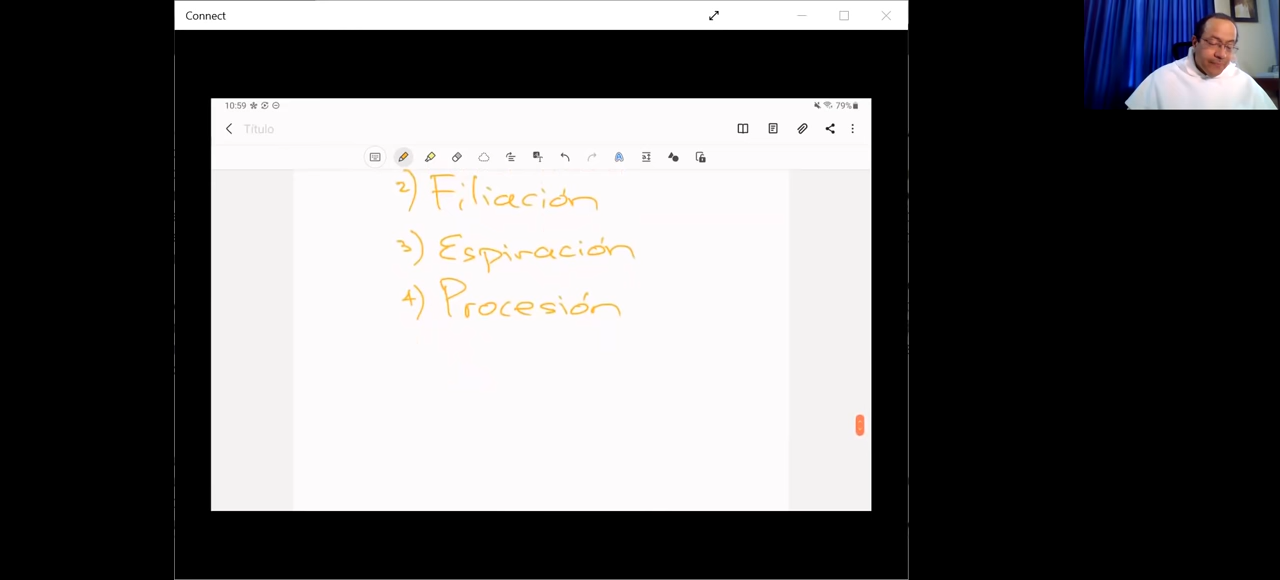 Connect
10:59 79%
Título
2) Filiación
3) Espiración
4) Procesión